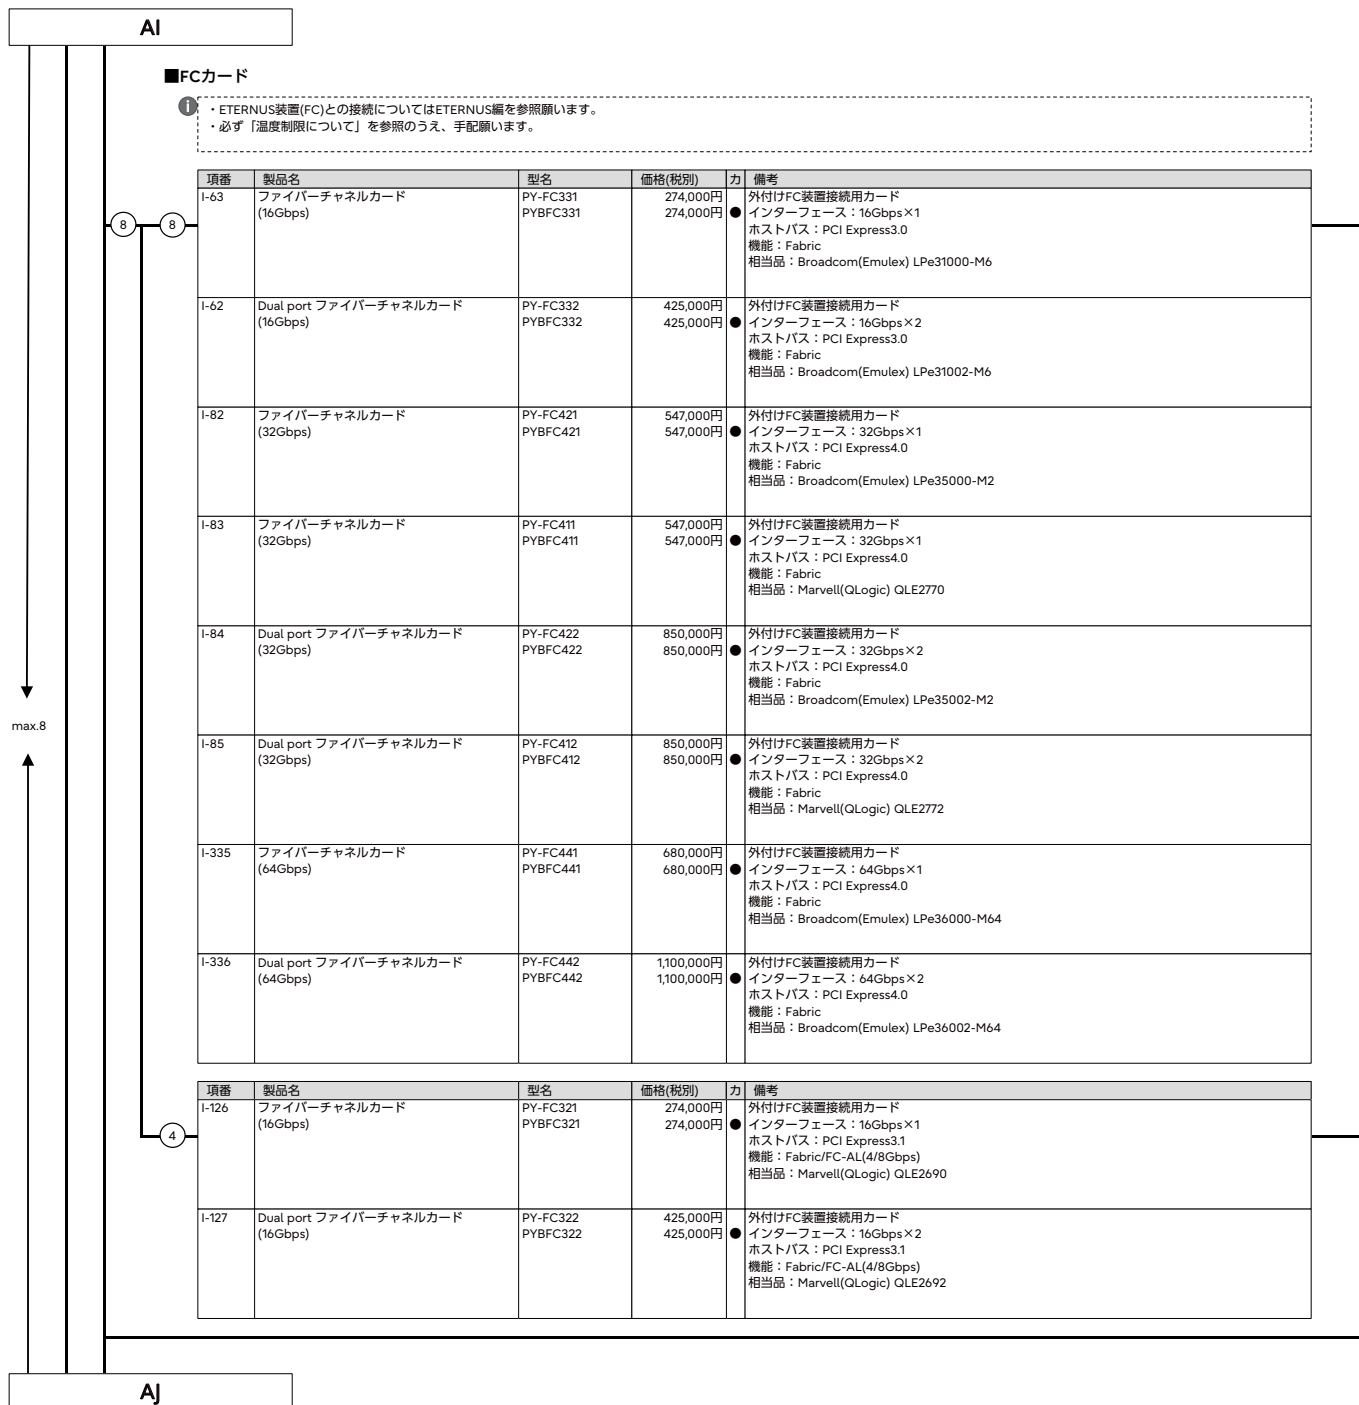 AI
■FCカード
i
・ETERNUS装置(FC)との接続についてはETERNUS編を参照願います。
・必ず「温度制限について」を参照のうえ、手配願います。
項番 製品名 型名 価格(税別) カ 備考
I-63 ファイバーチャネルカード PY-FC331 274,000円 外付けFC装置接続用カード
(16Gbps) PYBFC331 274,000円 ● インターフェース：16Gbps×1
ホストバス：PCI Express3.0
機能：Fabric
相当品：Broadcom(Emulex) LPe31000-M6
8 8
I-62 Dual port ファイバーチャネルカード PY-FC332 425,000円 外付けFC装置接続用カード
(16Gbps) PYBFC332 425,000円 ● インターフェース：16Gbps×2
ホストバス：PCI Express3.0
機能：Fabric
相当品：Broadcom(Emulex) LPe31002-M6
I-82 ファイバーチャネルカード PY-FC421 547,000円 外付けFC装置接続用カード
(32Gbps) PYBFC421 547,000円 ● インターフェース：32Gbps×1
ホストバス：PCI Express4.0
機能：Fabric
相当品：Broadcom(Emulex) LPe35000-M2
I-83 ファイバーチャネルカード PY-FC411 547,000円 外付けFC装置接続用カード
(32Gbps) PYBFC411 547,000円 ● インターフェース：32Gbps×1
ホストバス：PCI Express4.0
機能：Fabric
相当品：Marvell(QLogic) QLE2770
I-84 Dual port ファイバーチャネルカード PY-FC422 850,000円 外付けFC装置接続用カード
(32Gbps) PYBFC422 850,000円 ● インターフェース：32Gbps×2
ホストバス：PCI Express4.0
機能：Fabric
相当品：Broadcom(Emulex) LPe35002-M2
max.8
I-85 Dual port ファイバーチャネルカード PY-FC412 850,000円 外付けFC装置接続用カード
(32Gbps) PYBFC412 850,000円 ● インターフェース：32Gbps×2
ホストバス：PCI Express4.0
機能：Fabric
相当品：Marvell(QLogic) QLE2772
I-335 ファイバーチャネルカード PY-FC441 680,000円 外付けFC装置接続用カード
(64Gbps) PYBFC441 680,000円 ● インターフェース：64Gbps×1
ホストバス：PCI Express4.0
機能：Fabric
相当品：Broadcom(Emulex) LPe36000-M64
I-336 Dual port ファイバーチャネルカード PY-FC442 1,100,000円 外付けFC装置接続用カード
(64Gbps) PYBFC442 1,100,000円 ● インターフェース：64Gbps×2
ホストバス：PCI Express4.0
機能：Fabric
相当品：Broadcom(Emulex) LPe36002-M64
項番 製品名 型名 価格(税別) カ 備考
I-126 ファイバーチャネルカード PY-FC321 274,000円 外付けFC装置接続用カード
(16Gbps) PYBFC321 274,000円 ● インターフェース：16Gbps×1
ホストバス：PCI Express3.1
機能：Fabric/FC-AL(4/8Gbps)
相当品：Marvell(QLogic) QLE2690
4
I-127 Dual port ファイバーチャネルカード PY-FC322 425,000円 外付けFC装置接続用カード
(16Gbps) PYBFC322 425,000円 ● インターフェース：16Gbps×2
ホストバス：PCI Express3.1
機能：Fabric/FC-AL(4/8Gbps)
相当品：Marvell(QLogic) QLE2692
AJ